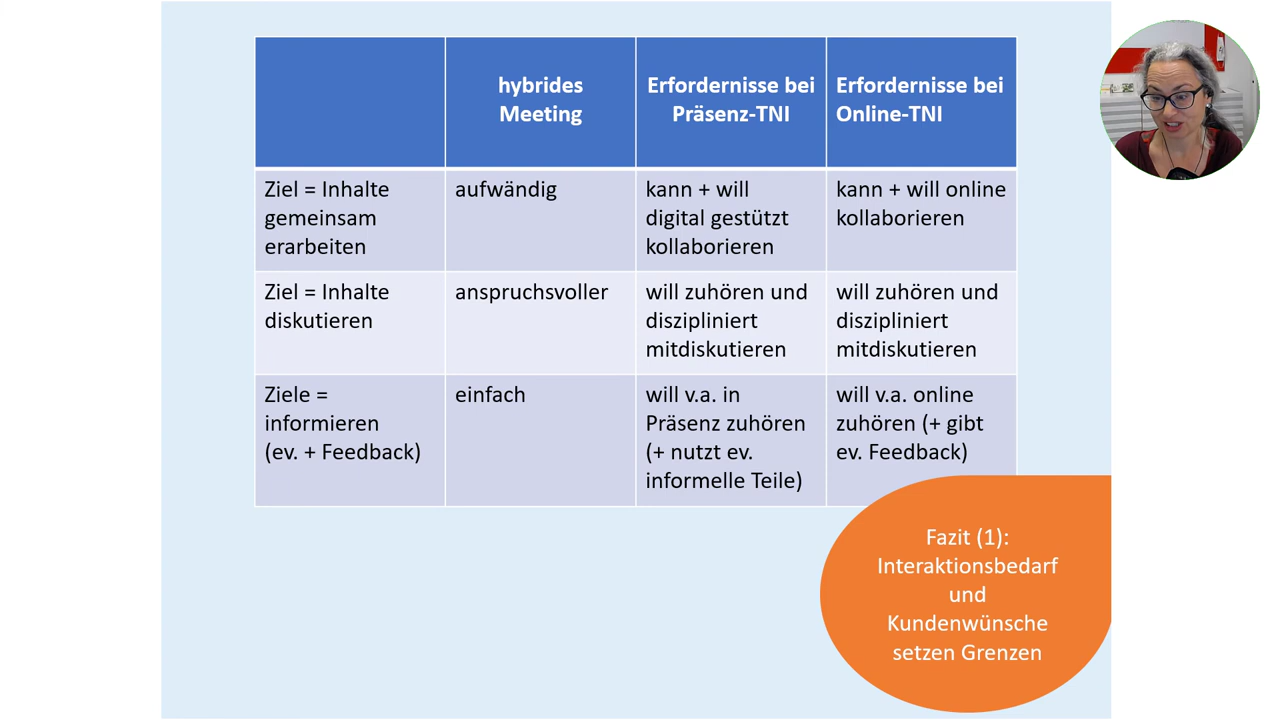 hybrides
Meeting
Erfordernisse bei
Präsenz-TNI
Erfordernisse bei
Online-TNI
Ziel = Inhalte
gemeinsam
erarbeiten
aufwändig
kann + will
digital gestützt
kollaborieren
kann + will online
kollaborieren
Ziel = Inhalte
diskutieren
anspruchsvoller
will zuhören und
diszipliniert
mitdiskutieren
will zuhören und
diszipliniert
mitdiskutieren
Ziele =
informieren
(ev. + Feedback)
einfach
will v.a. in
Präsenz zuhören
(+ nutzt ev.
informelle Teile)
will v.a. online
zuhören (+ gibt
ev. Feedback)
Fazit (1):
Interaktionsbedarf
und
Kundenwünsche
setzen Grenzen